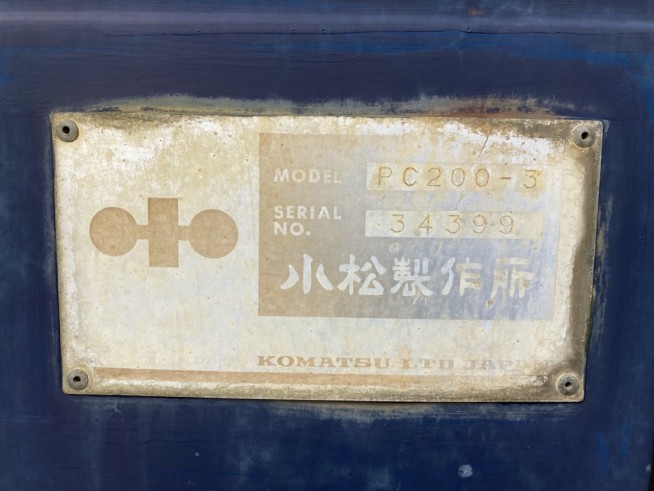 MODEL PC200-3
SERIAL NO. 34399
小松製作所
KOMATSU LTD JAPAN